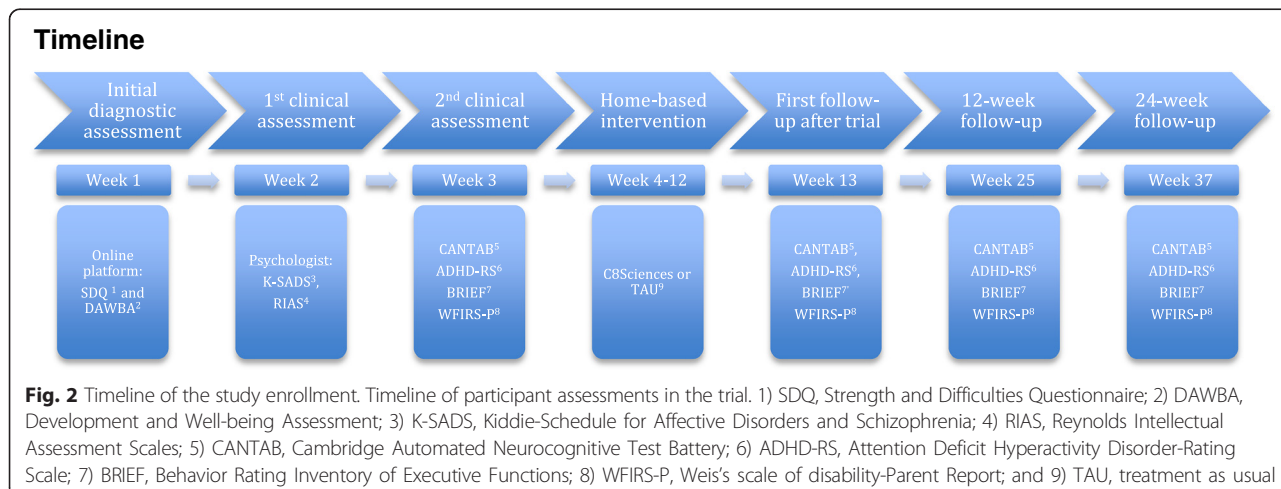 Timeline
Initial
diagnostic
assessment
1st clinical
assessment
2nd clinical
assessment
Home-based
intervention
First follow-
up after trial
12-week
follow-up
24-week
follow-up
Week 1
Week 2
Week 3
Week 4-12
Week 13
Week 25
Week 37
Online
platform:
SDQ 1 and
DAWBA2
Psychologist:
K-SADS3,
RIAS4
CANTAB5
ADHD-RS6
BRIEF7
WFIRS-P8
C8Sciences or
TAU9
CANTAB5,
ADHD-RS6,
BRIEF7'
WFIRS-P8
CANTAB5
ADHD-RS6
BRIEF7
WFIRS-P8
CANTAB5
ADHD-RS6
BRIEF7
WFIRS-P8
Fig. 2 Timeline of the study enrollment. Timeline of participant assessments in the trial. 1) SDQ, Strength and Difficulties Questionnaire; 2) DAWBA,
Development and Well-being Assessment; 3) K-SADS, Kiddie-Schedule for Affective Disorders and Schizophrenia; 4) RIAS, Reynolds Intellectual
Assessment Scales; 5) CANTAB, Cambridge Automated Neurocognitive Test Battery; 6) ADHD-RS, Attention Deficit Hyperactivity Disorder-Rating
Scale; 7) BRIEF, Behavior Rating Inventory of Executive Functions; 8) WFIRS-P, Weis's scale of disability-Parent Report; and 9) TAU, treatment as usual